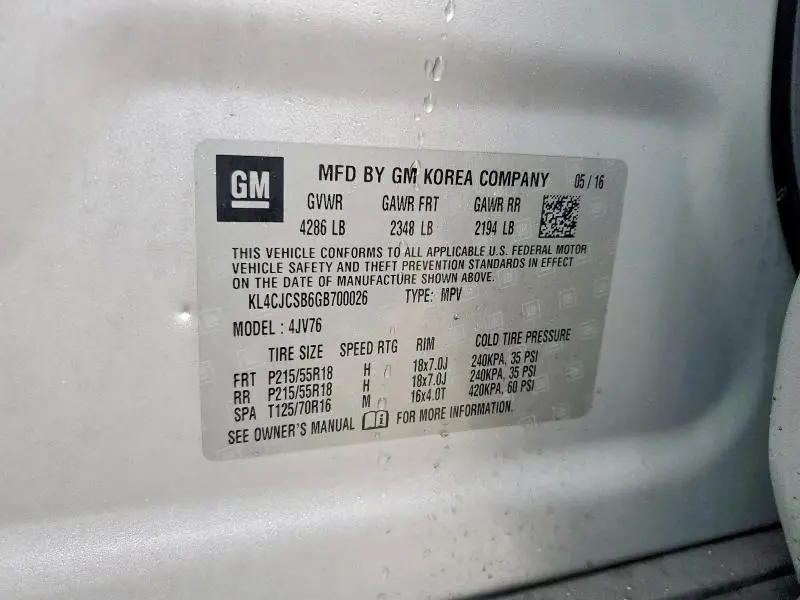 GM
MFD BY GM KOREA COMPANY 05/16
GVWR GAWR FRT GAWR RR
4286 LB 2348 LB 2194 LB
THIS VEHICLE CONFORMS TO ALL APPLICABLE U.S. FEDERAL MOTOR
VEHICLE SAFETY AND THEFT PREVENTION STANDARDS IN EFFECT
ON THE DATE OF MANUFACTURE SHOWN ABOVE.
KL4CJCSB6GB700026 TYPE: MPV
MODEL: 4JV76
TIRE SIZE SPEED RTG RIM COLD TIRE PRESSURE
FRT P215/55R18 H 18x7.0J 240KPA, 35 PSI
RR P215/55R18 H 18x7.0J 240KPA, 35 PSI
SPA T125/70R16 M 16x4.0T 420KPA, 60 PSI
SEE OWNER'S MANUAL FOR MORE INFORMATION.